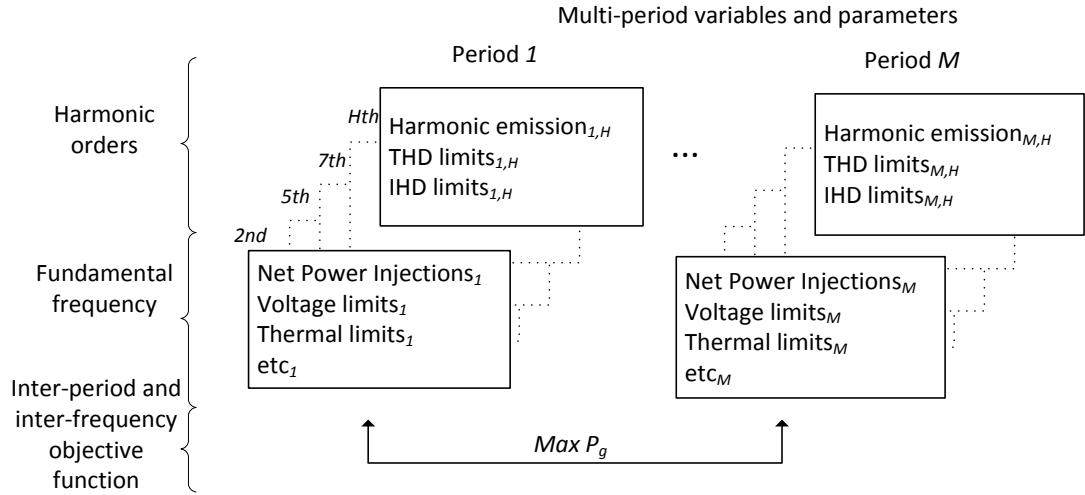 Multi-period variables and parameters
Period 1
Period M
Harmonic
orders
Hth
7th
5th
2nd
Harmonic emission1,H
THD limits1,H
IHD limits1,H
...
Harmonic emissionM,H
THD limitsM,H
IHD limitsM,H
Fundamental
frequency
Net Power Injections1
Voltage limits1
Thermal limits1
etc1
Net Power InjectionsM
Voltage limitsM
Thermal limitsM
etcM
Inter-period and
inter-frequency
objective
function
Max Pg